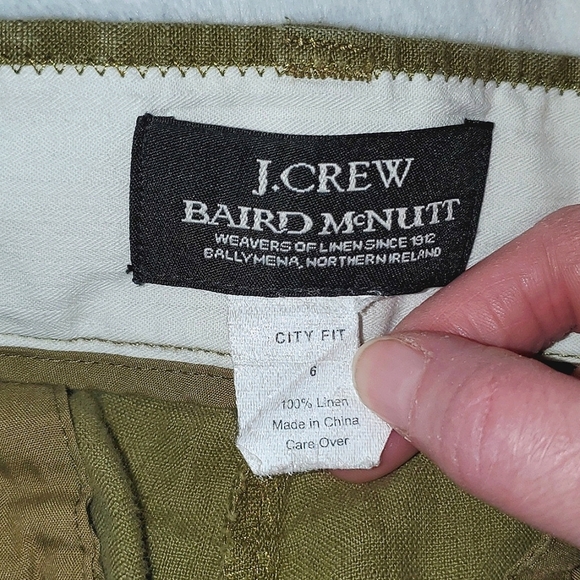 J.CREW
BAIRD McNUTT
WEAVERS OF LINEN SINCE 1912
BALLYMENA, NORTHERN IRELAND
CITY FIT
6
100% Linen
Made in China
Care Over